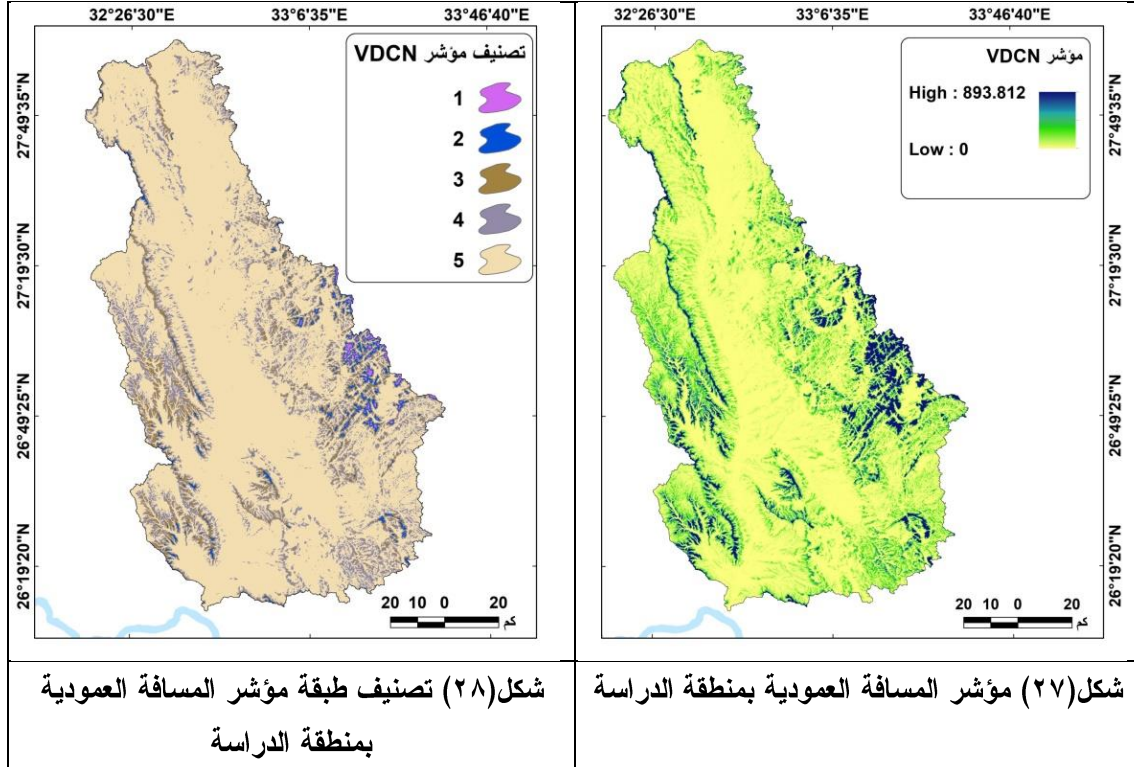 32°26'30"E 33°6'35"E 33°46'40"E
27°49'35"N
27°19'30"N
26°49'25"N
26°19'20"N
مؤشر VDCN
High : 893.812
Low : 0
20 10 0 20
كم
شكل(٢٧) مؤشر المسافة العمودية بمنطقة الدراسة
32°26'30"E 33°6'35"E 33°46'40"E
27°49'35"N
27°19'30"N
26°49'25"N
26°19'20"N
تصنيف مؤشر VDCN
1
2
3
4
5
20 10 0 20
كم
شكل(٢٨) تصنيف طبقة مؤشر المسافة العمودية
بمنطقة الدراسة